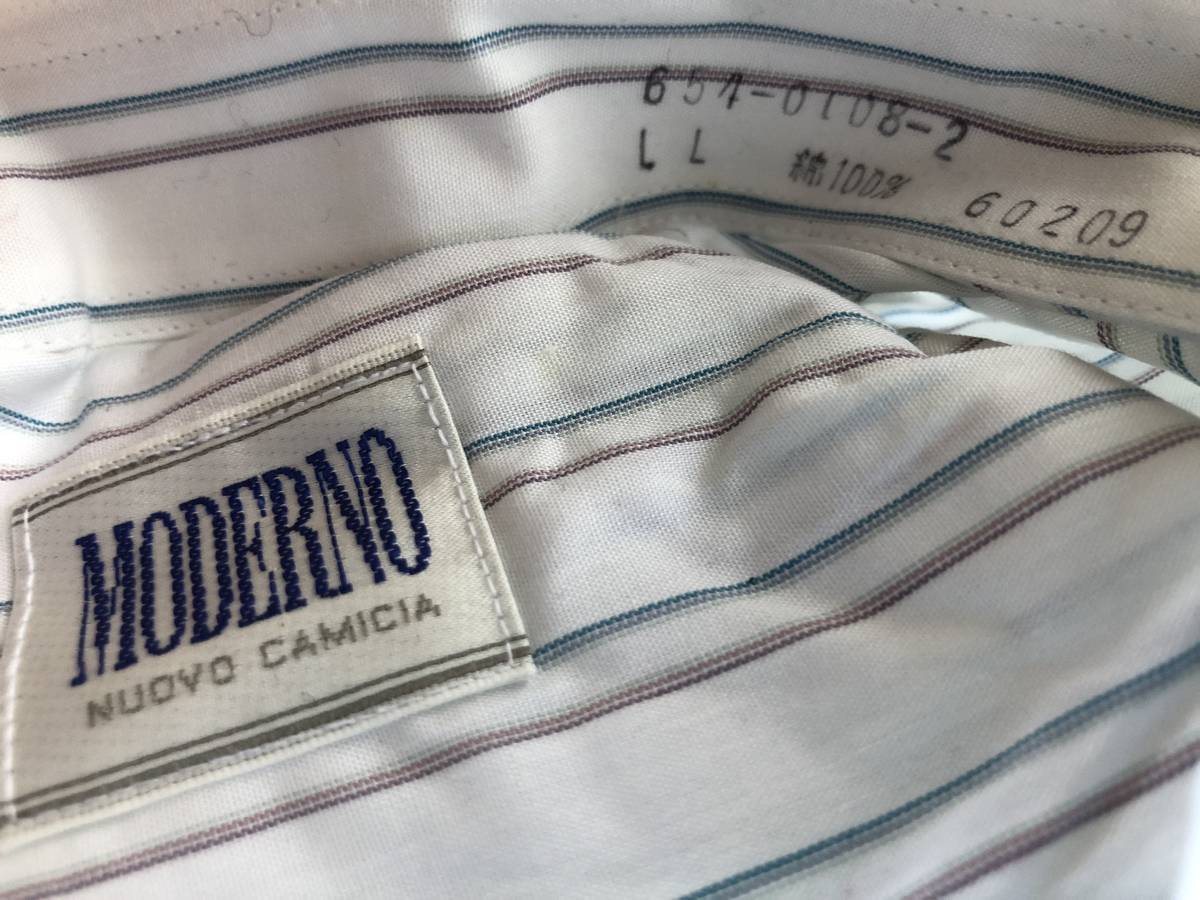 654-0108-2
LL 綿100% 60209
MODERNO
NUOVO CAMICIA